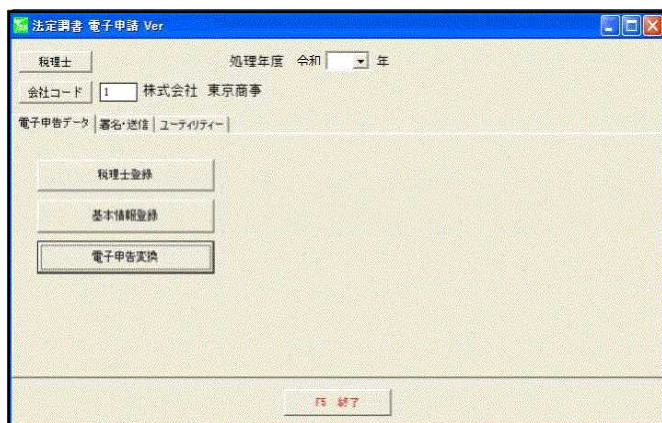 法定調書 電子申請 Ver
税理士 処理年度 令和 年
会社コード 1 株式会社 東京商事
電子申告データ 署名・送信 ユーティリティー
税理士登録
基本情報登録
電子申告変換
F5 終了